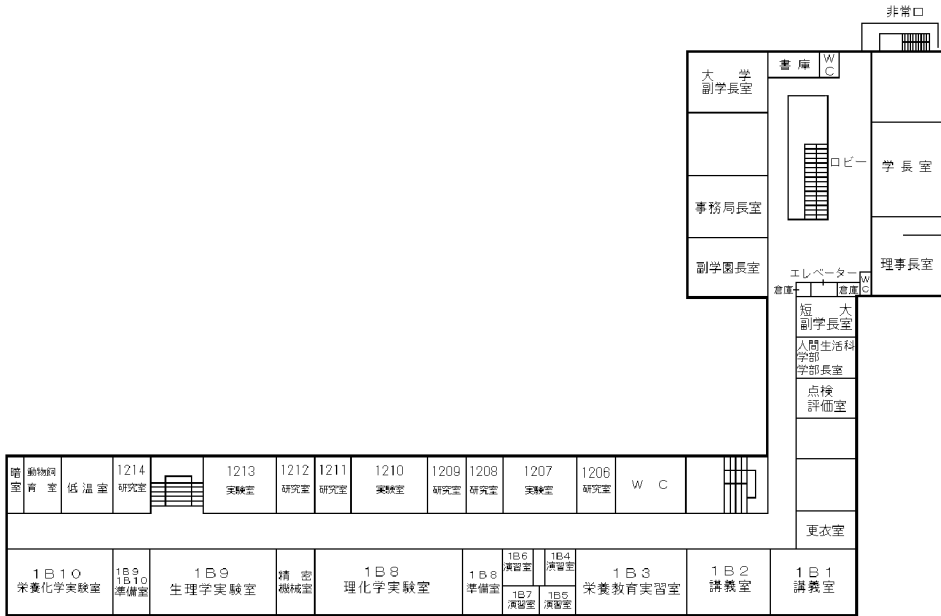 非常口
大　学
副学長室
書 庫
W
C
ロビー
学 長 室
事務局長室
副学園長室
理事長室
エレベーター
倉庫
倉庫
W
C
短　大
副学長室
人間生活科
学部
学部長室
点検
評価室
更衣室
暗
室
動物飼
育　室
低 温 室
1214
研究室
1213
実験室
1212
研究室
1211
研究室
1210
実験室
1209
研究室
1208
研究室
1207
実験室
1206
研究室
W　C
1B10
栄養化学実験室
1B9
1B10
準備室
1B9
生理学実験室
精 密
機械室
1B8
理化学実験室
1B8
準備室
1B6
演習室
1B4
演習室
1B7
演習室
1B5
演習室
1B3
栄養教育実習室
1B2
講義室
1B1
講義室